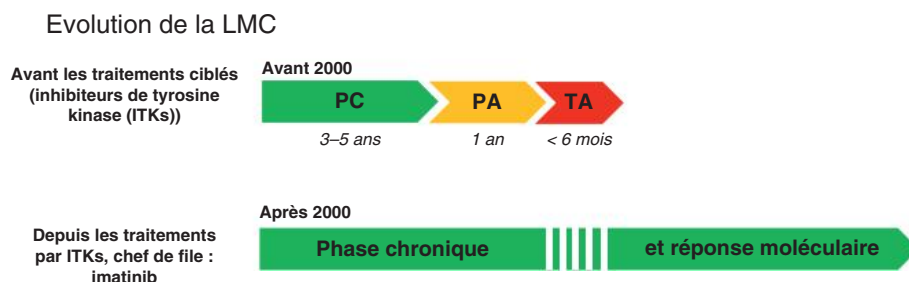 Evolution de la LMC
Avant les traitements ciblés
(inhibiteurs de tyrosine
kinase (ITKs))
Avant 2000
PC
PA
TA
3–5 ans
1 an
< 6 mois
Depuis les traitements
par ITKs, chef de file :
imatinib
Après 2000
Phase chronique
et réponse moléculaire